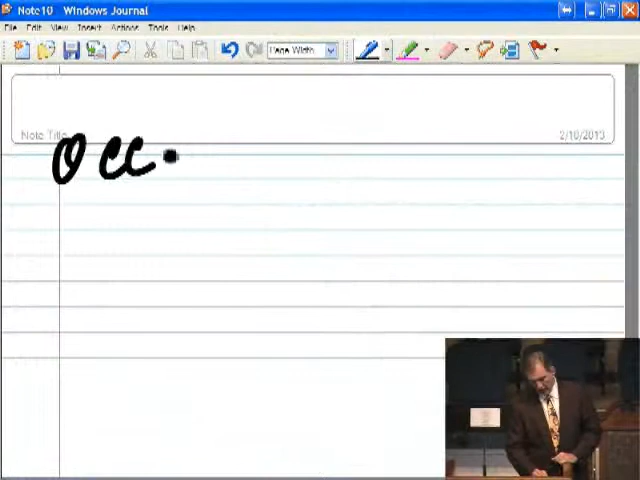 Note10 - Windows Journal
File Edit View Insert Actions Tools Help
Page Width
Note Title
2/10/2013
Occ